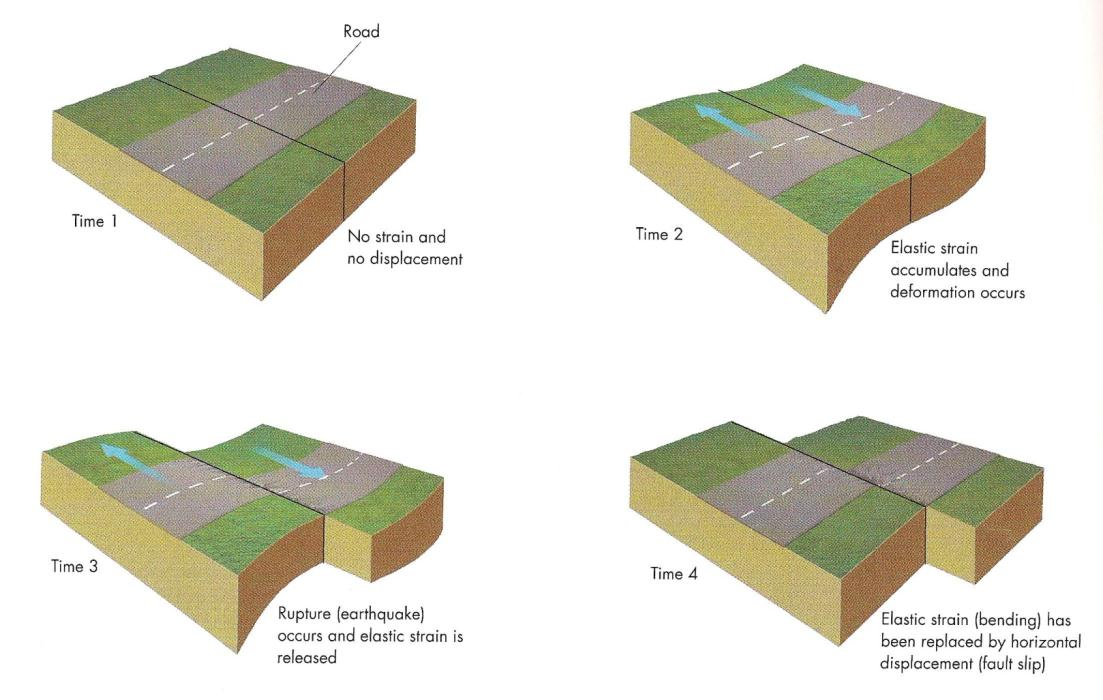 Road
Time 1
No strain and
no displacement
Time 2
Elastic strain
accumulates and
deformation occurs
Time 3
Rupture (earthquake)
occurs and elastic strain is
released
Time 4
Elastic strain (bending) has
been replaced by horizontal
displacement (fault slip)